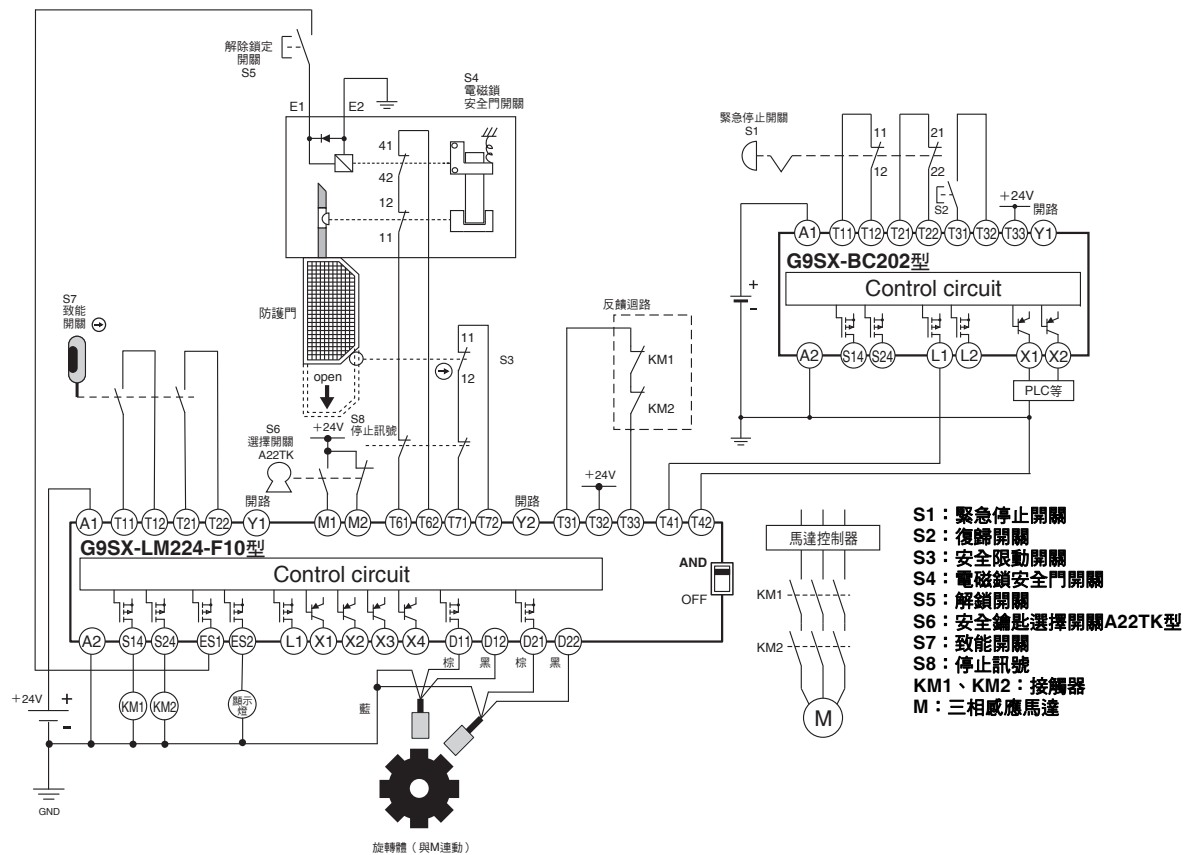 解除鎖定
開關
S5
E1
E2
S4
電磁鎖
安全門開關
41
42
12
11
防護門
open
S7
致能
開關
11
12
S3
反饋迴路
KM1
KM2
S6
選擇開關
A22TK
+24V
S8
停止訊號
+24V
開路
開路
A1
T11
T12
T21
T22
Y1
M1
M2
T61
T62
T71
T72
Y2
T31
T32
T33
T41
T42
G9SX-LM224-F10型
Control circuit
AND
OFF
A2
S14
S24
ES1
ES2
L1
X1
X2
X3
X4
D11
D12
D21
D22
棕
黑
棕
黑
藍
+24V
+
-
KM1
KM2
顯示
燈
GND
旋轉體(與M連動)
緊急停止開關
S1
11
12
21
22
S2
+24V
開路
A1
T11
T12
T21
T22
T31
T32
T33
Y1
G9SX-BC202型
Control circuit
+
-
A2
S14
S24
L1
L2
X1
X2
PLC等
馬達控制器
KM1
KM2
M
S1:緊急停止開關
S2:復歸開關
S3:安全限動開關
S4:電磁鎖安全門開關
S5:解鎖開關
S6:安全鑰匙選擇開關A22TK型
S7:致能開關
S8:停止訊號
KM1、KM2:接觸器
M:三相感應馬達